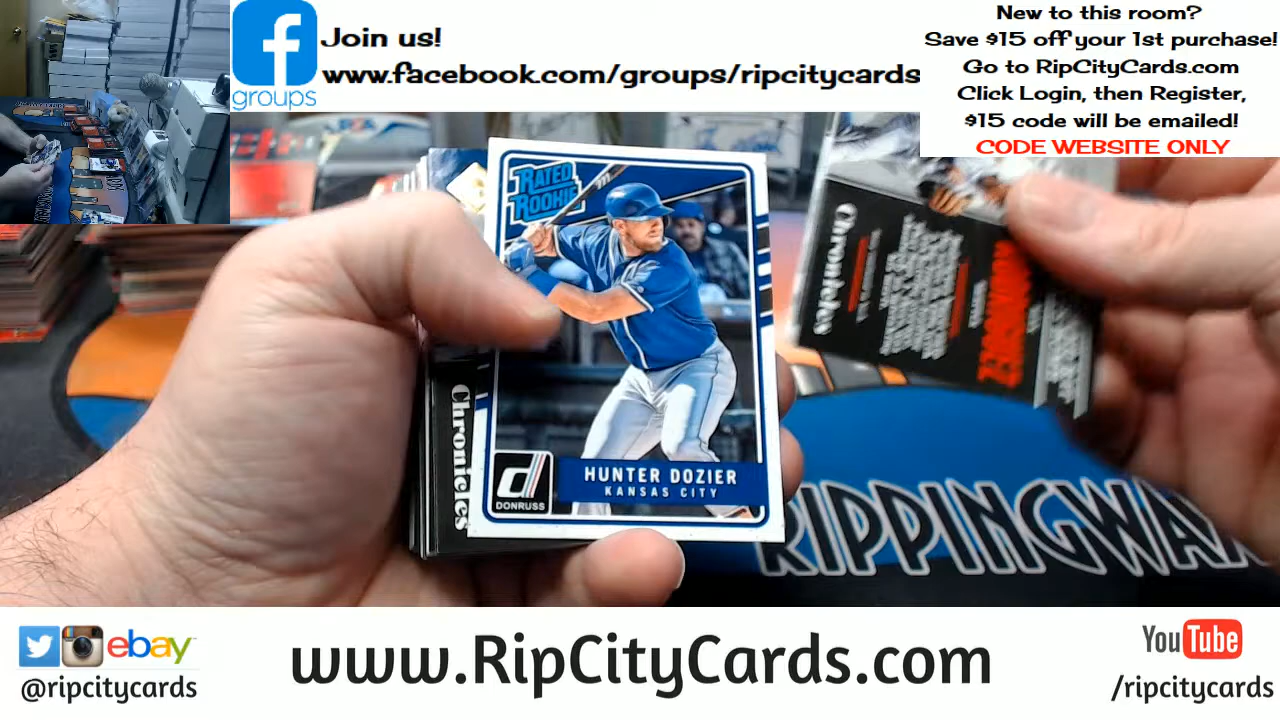 groups
Join us!
www.facebook.com/groups/ripcitycards
New to this room?
Save $15 off your 1st purchase!
Go to RipCityCards.com
Click Login, then Register,
$15 code will be emailed!
CODE WEBSITE ONLY
RATED
ROOKIE
Chronicles
HUNTER DOZIER
KANSAS CITY
d
DONRUSS
Chronicles
RIPPINGWAX
ebay
@ripcitycards
www.RipCityCards.com
YouTube
/ripcitycards